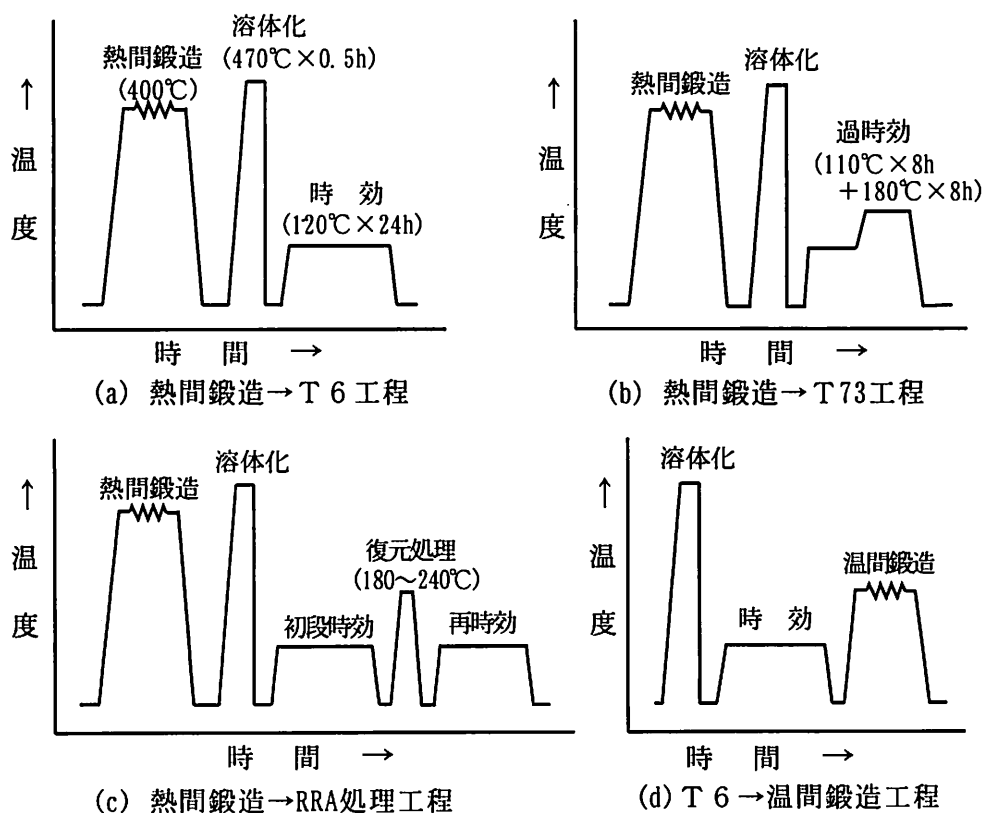 熱間鍛造
(400℃)
溶体化
(470℃×0.5h)
時 効
(120℃×24h)
↑
温
度
時 間 →
(a) 熱間鍛造→T6工程
熱間鍛造
溶体化
過時効
(110℃×8h
+180℃×8h)
↑
温
度
時 間 →
(b) 熱間鍛造→T73工程
熱間鍛造
溶体化
初段時効
復元処理
(180~240℃)
再時効
↑
温
度
時 間 →
(c) 熱間鍛造→RRA処理工程
溶体化
時 効
温間鍛造
↑
温
度
時 間 →
(d) T6→温間鍛造工程